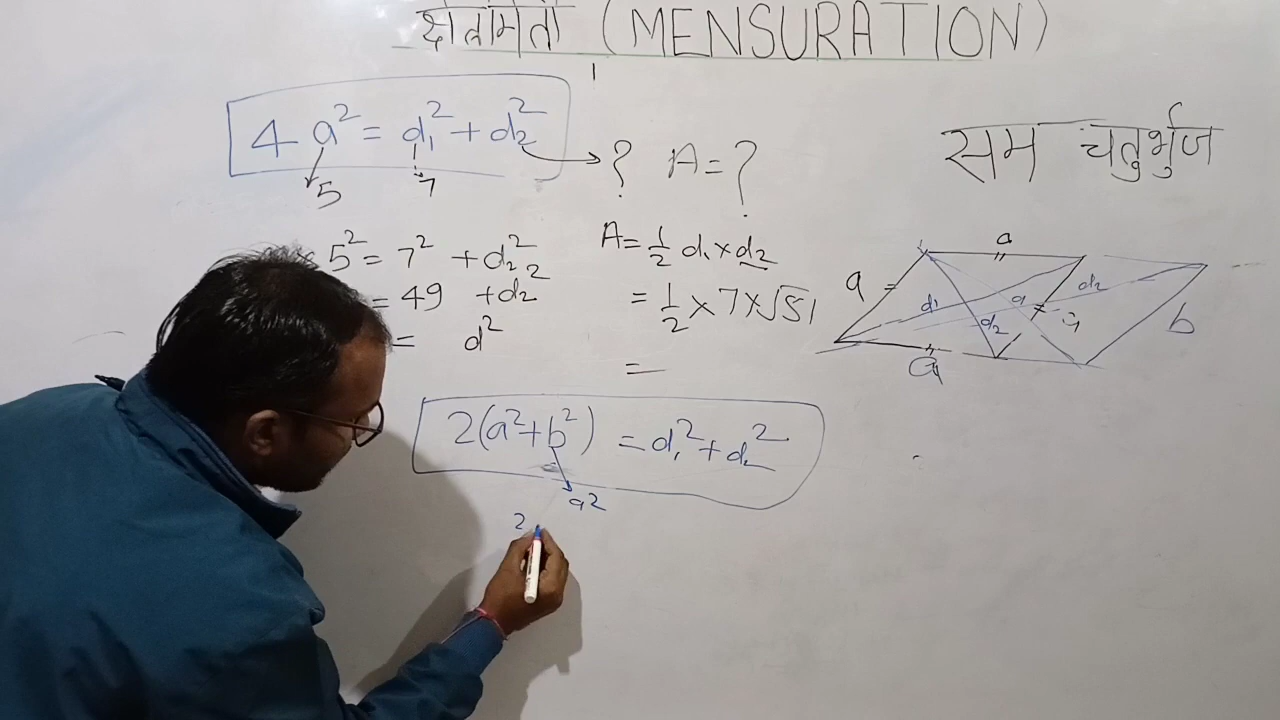 क्षेत्रमिती (MENSURATION)
4a² = d₁² + d₂² → ? A = ?
5 7
सम चतुर्भुज
5² = 7² + d₂²
= 49 + d₂²
= d²
A = 1/2 d₁ × d₂
= 1/2 × 7 × √51
=
2(a² + b²) = d₁² + d₂²
a²
2
a
a
d₁
d₂
a
d₂
b